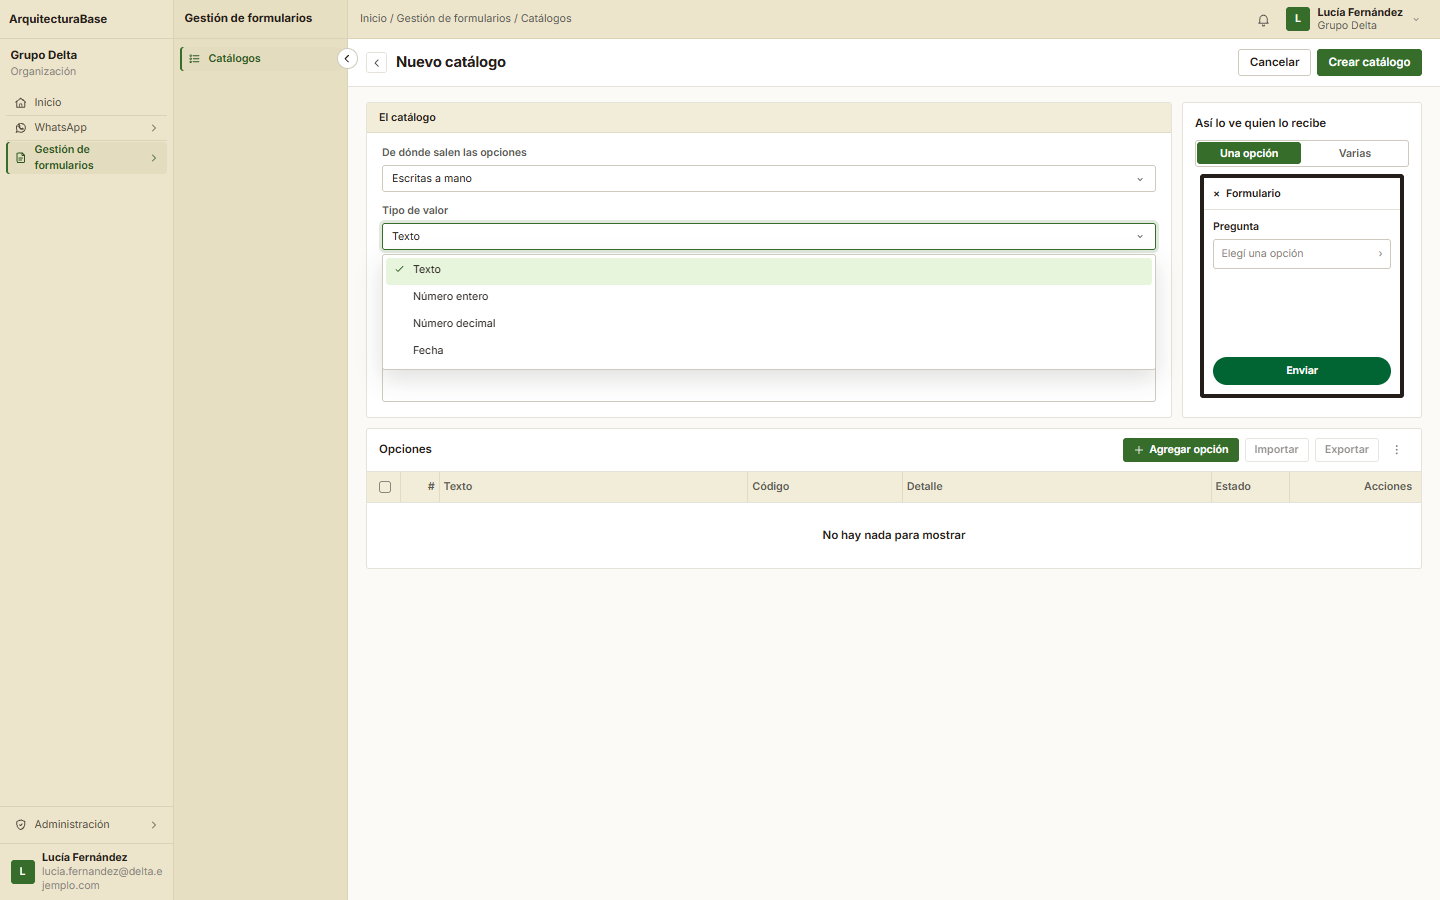 ArquitecturaBase
Grupo Delta
Organización
Inicio
WhatsApp
Gestión de
formularios
Administración
L
Lucía Fernández
lucia.fernandez@delta.e
jemplo.com
Gestión de formularios
Catálogos
Inicio / Gestión de formularios / Catálogos
L
Lucía Fernández
Grupo Delta
Nuevo catálogo
Cancelar
Crear catálogo
El catálogo
De dónde salen las opciones
Escritas a mano
Tipo de valor
Texto
Texto
Número entero
Número decimal
Fecha
Así lo ve quien lo recibe
Una opción
Varias
× Formulario
Pregunta
Elegí una opción
Enviar
Opciones
Agregar opción
Importar
Exportar
# Texto Código Detalle Estado Acciones
No hay nada para mostrar